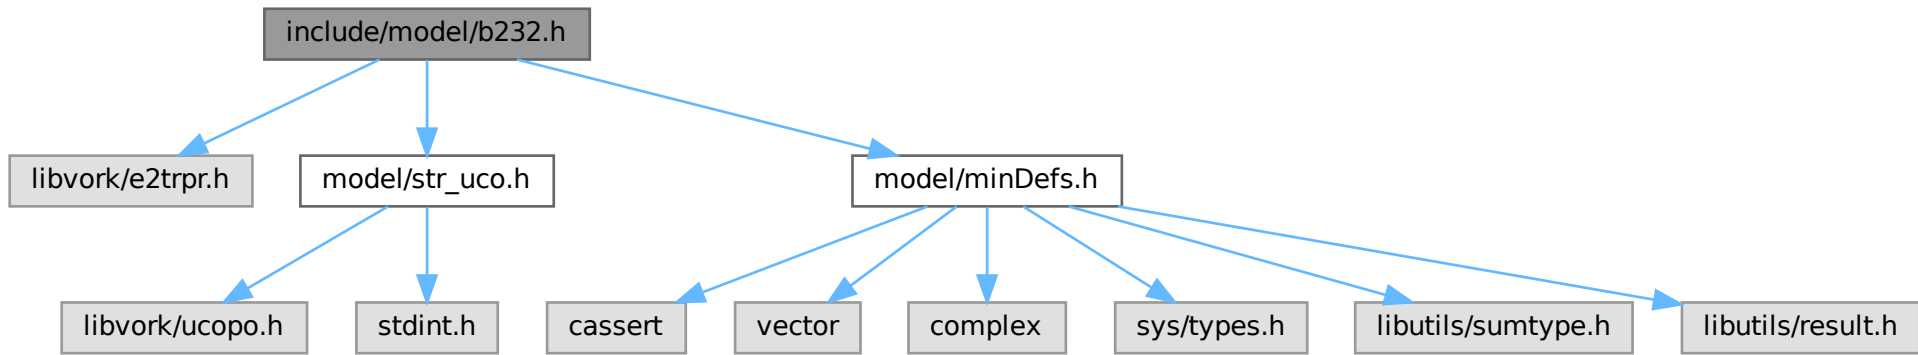 include/model/b232.h
libvork/e2trpr.h
model/str_uco.h
model/minDefs.h
libvork/ucopo.h
stdint.h
cassert
vector
complex
sys/types.h
libutils/sumtype.h
libutils/result.h